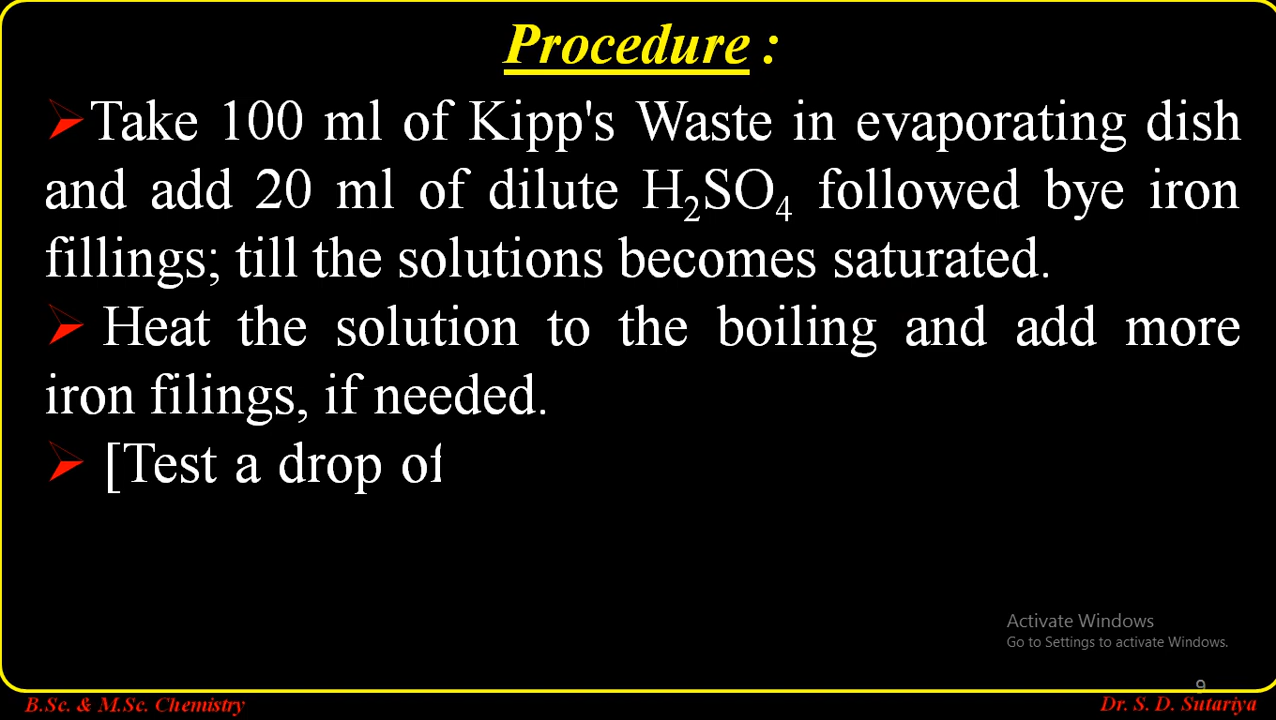 Procedure :
➢Take 100 ml of Kipp's Waste in evaporating dish
and add 20 ml of dilute H₂SO₄ followed bye iron
fillings; till the solutions becomes saturated.
➢ Heat the solution to the boiling and add more
iron filings, if needed.
➢ [Test a drop of
Activate Windows
Go to Settings to activate Windows.
9
B.Sc. & M.Sc. Chemistry
Dr. S. D. Sutariya